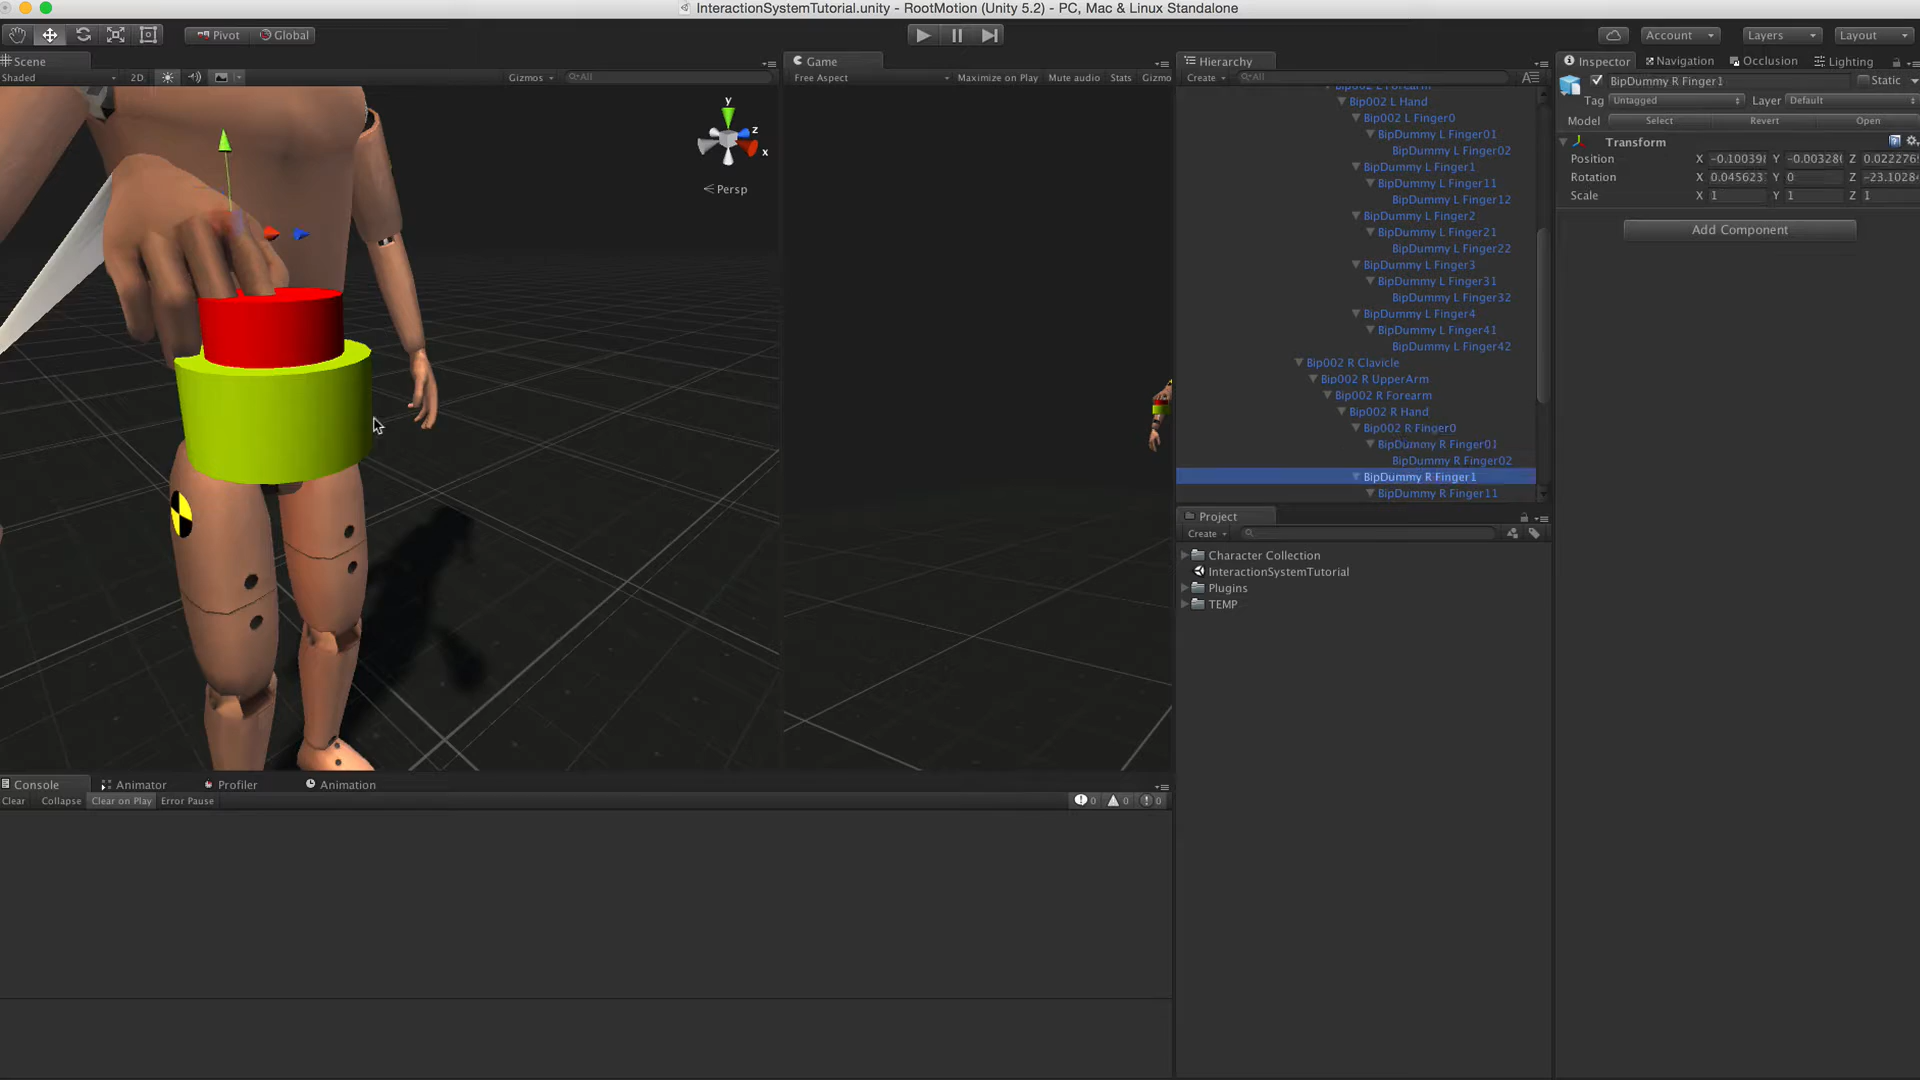 InteractionSystemTutorial.unity - RootMotion (Unity 5.2) - PC, Mac & Linux Standalone
Pivot Global Account Layers Layout
Scene Game Hierarchy Inspector Navigation Occlusion Lighting
Shaded 2D Gizmos All Free Aspect Maximize on Play Mute audio Stats Gizmo Create All
BipDummy R Finger1 Static
Tag Untagged Layer Default
Model Select Revert Open
Transform
Position X -0.10039 Y -0.00328 Z 0.022276
Rotation X 0.04562 Y 0 Z -23.1028
Scale X 1 Y 1 Z 1
Add Component
y
z
x
Persp
Bip002 L Forearm
Bip002 L Hand
Bip002 L Finger0
BipDummy L Finger01
BipDummy L Finger02
BipDummy L Finger1
BipDummy L Finger11
BipDummy L Finger12
BipDummy L Finger2
BipDummy L Finger21
BipDummy L Finger22
BipDummy L Finger3
BipDummy L Finger31
BipDummy L Finger32
BipDummy L Finger4
BipDummy L Finger41
BipDummy L Finger42
Bip002 R Clavicle
Bip002 R UpperArm
Bip002 R Forearm
Bip002 R Hand
Bip002 R Finger0
BipDummy R Finger01
BipDummy R Finger02
BipDummy R Finger1
BipDummy R Finger11
Project
Create
Character Collection
InteractionSystemTutorial
Plugins
TEMP
Console Animator Profiler Animation
Clear Collapse Clear on Play Error Pause 0 0 0